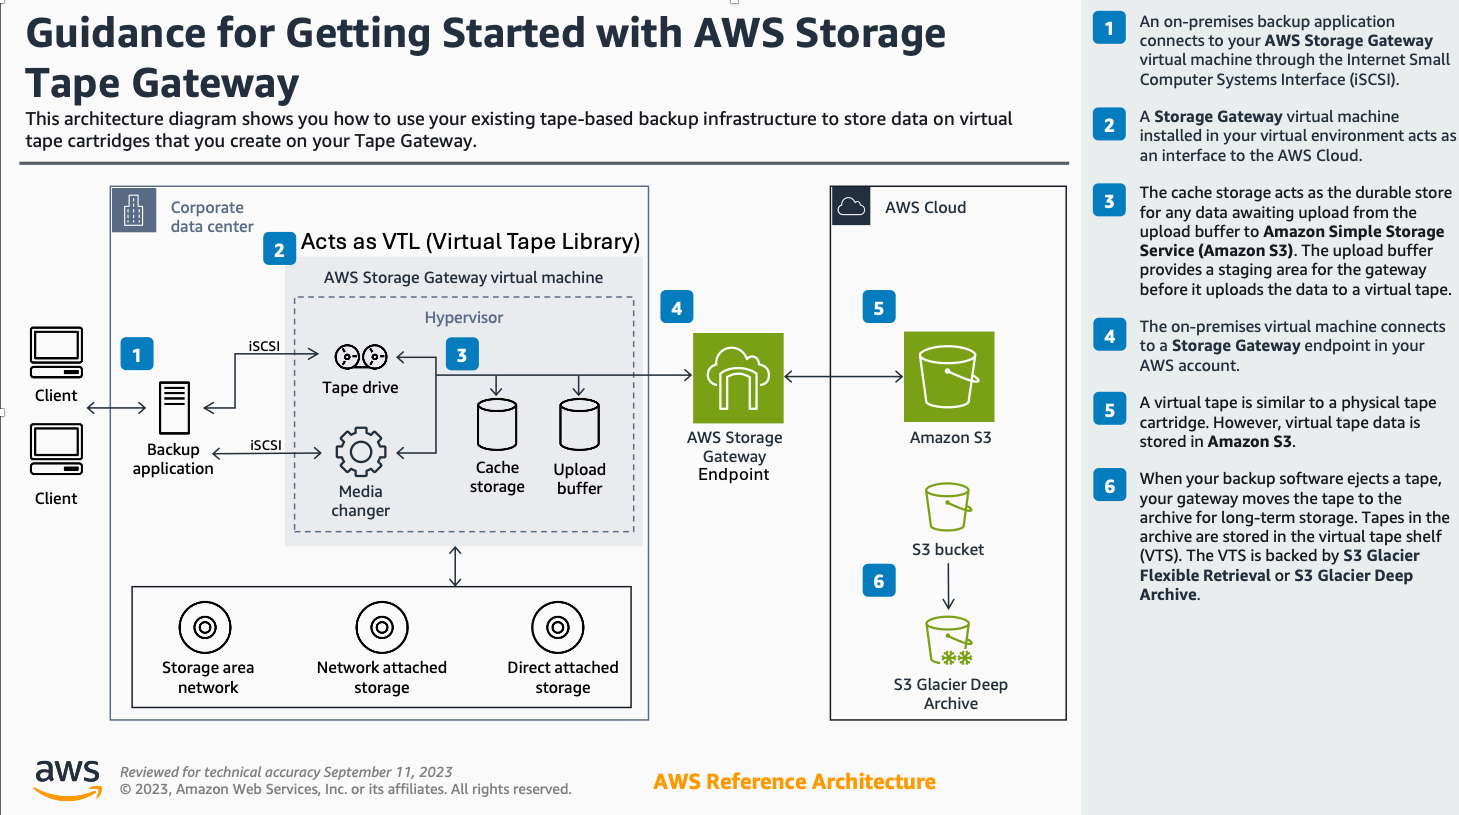 Guidance for Getting Started with AWS Storage
Tape Gateway
This architecture diagram shows you how to use your existing tape-based backup infrastructure to store data on virtual
tape cartridges that you create on your Tape Gateway.
Corporate
data center
2
Acts as VTL (Virtual Tape Library)
AWS Storage Gateway virtual machine
Hypervisor
Client
Client
1
Backup
application
iSCSI
iSCSI
Tape drive
Media
changer
3
Cache
storage
Upload
buffer
Storage area
network
Network attached
storage
Direct attached
storage
4
AWS Storage
Gateway
Endpoint
AWS Cloud
5
Amazon S3
S3 bucket
6
S3 Glacier Deep
Archive
1
An on-premises backup application
connects to your AWS Storage Gateway
virtual machine through the Internet Small
Computer Systems Interface (iSCSI).
2
A Storage Gateway virtual machine
installed in your virtual environment acts as
an interface to the AWS Cloud.
3
The cache storage acts as the durable store
for any data awaiting upload from the
upload buffer to Amazon Simple Storage
Service (Amazon S3). The upload buffer
provides a staging area for the gateway
before it uploads the data to a virtual tape.
4
The on-premises virtual machine connects
to a Storage Gateway endpoint in your
AWS account.
5
A virtual tape is similar to a physical tape
cartridge. However, virtual tape data is
stored in Amazon S3.
6
When your backup software ejects a tape,
your gateway moves the tape to the
archive for long-term storage. Tapes in the
archive are stored in the virtual tape shelf
(VTS). The VTS is backed by S3 Glacier
Flexible Retrieval or S3 Glacier Deep
Archive.
aws
Reviewed for technical accuracy September 11, 2023
© 2023, Amazon Web Services, Inc. or its affiliates. All rights reserved.
AWS Reference Architecture